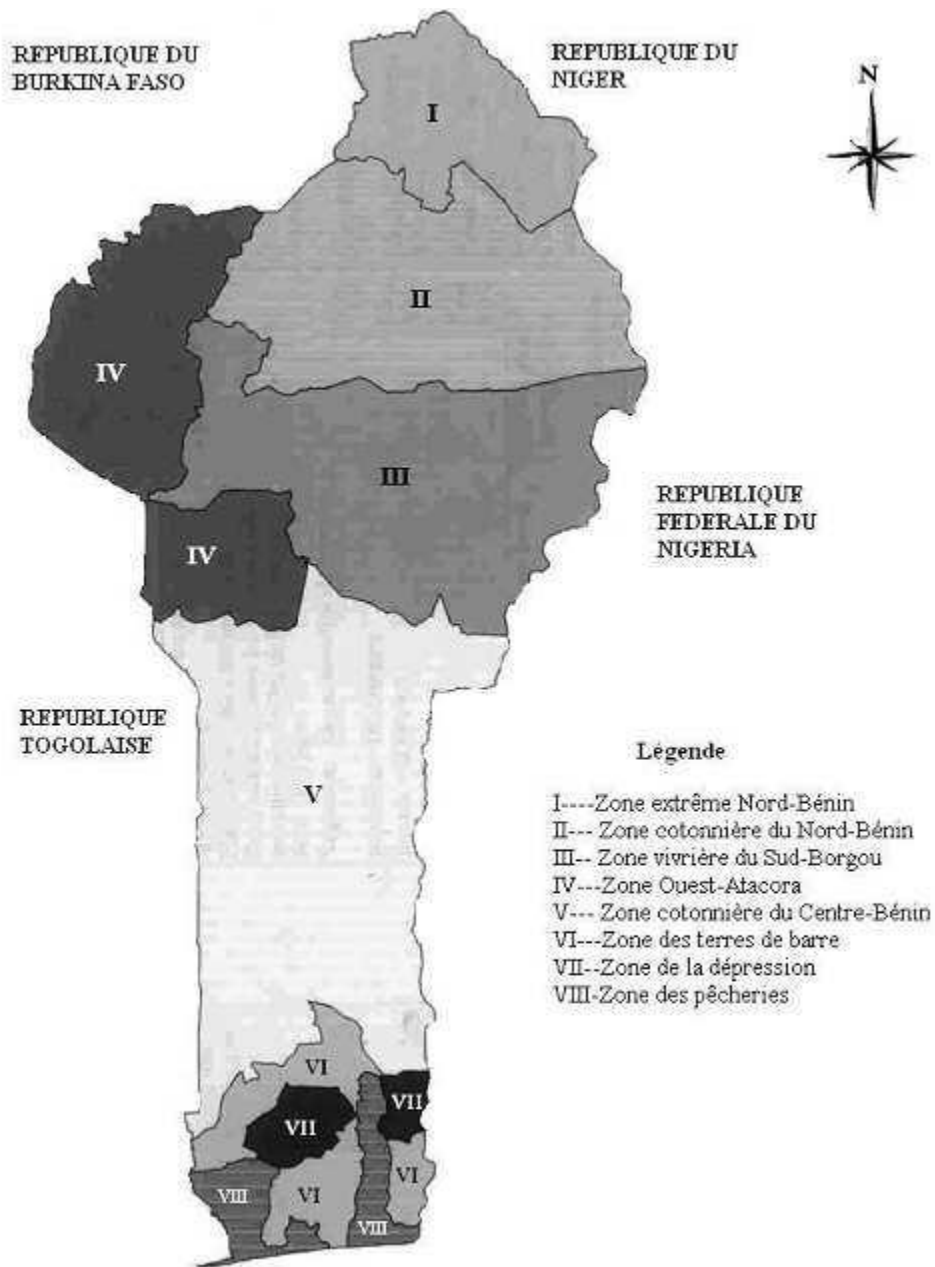 REPUBLIQUE DU
BURKINA FASO
REPUBLIQUE DU
NIGER
N
I
II
IV
III
REPUBLIQUE
FEDERALE DU
NIGERIA
IV
REPUBLIQUE
TOGOLAISE
V
Légende
I----Zone extrême Nord-Bénin
II--- Zone cotonnière du Nord-Bénin
III-- Zone vivrière du Sud-Borgou
IV---Zone Ouest-Atacora
V--- Zone cotonnière du Centre-Bénin
VI---Zone des terres de barre
VII--Zone de la dépression
VIII-Zone des pêcheries
VI
VII
VII
VI
VIII
VI
VIII